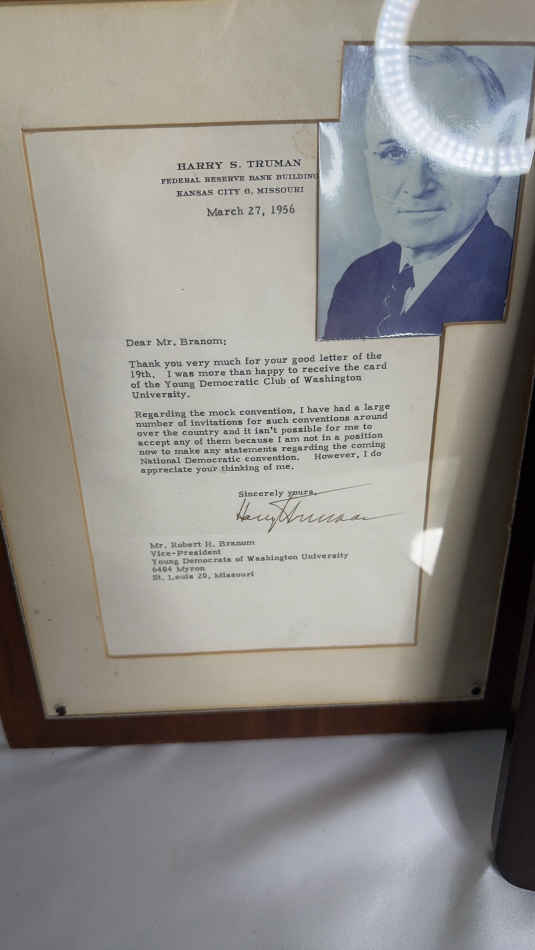 HARRY S. TRUMAN
FEDERAL RESERVE BANK BUILDING
KANSAS CITY 6, MISSOURI
March 27, 1956
Dear Mr. Branom:
Thank you very much for your good letter of the
19th. I was more than happy to receive the card
of the Young Democratic Club of Washington
University.
Regarding the mock convention, I have had a large
number of invitations for such conventions around
over the country and it isn't possible for me to
accept any of them because I am not in a position
now to make any statements regarding the coming
National Democratic convention. However, I do
appreciate your thinking of me.
Sincerely yours,
Harry Truman
Mr. Robert H. Branom
Vice-President
Young Democrats of Washington University
6404 Myron
St. Louis 20, Missouri